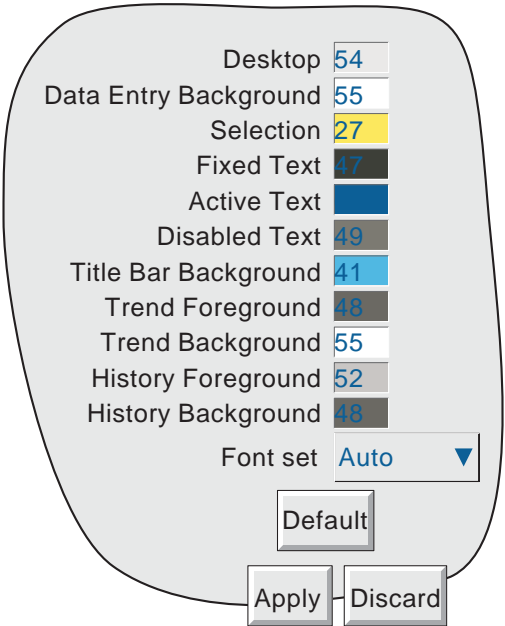 Desktop 54
Data Entry Background 55
Selection 27
Fixed Text 47
Active Text
Disabled Text 49
Title Bar Background 41
Trend Foreground 48
Trend Background 55
History Foreground 52
History Background 48
Font set Auto ▼
Default
Apply Discard